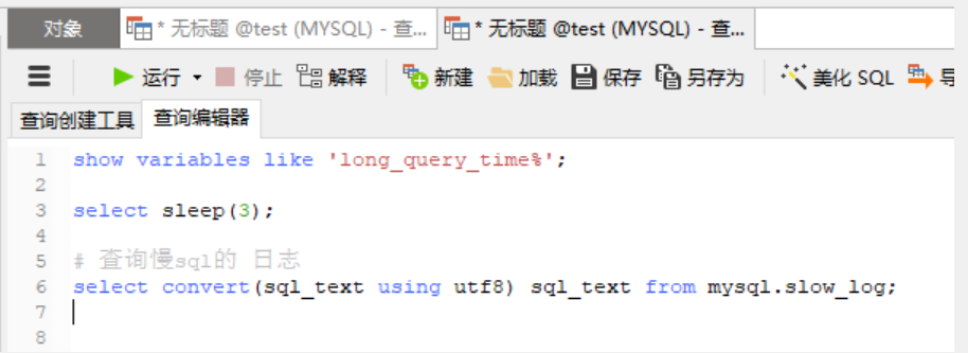 对象 * 无标题 @test (MYSQL) - 查... * 无标题 @test (MYSQL) - 查...
运行 停止 解释 新建 加载 保存 另存为 美化 SQL 导
查询创建工具 查询编辑器
1 show variables like 'long_query_time%';
2
3 select sleep(3);
4
5 # 查询慢sql的 日志
6 select convert(sql_text using utf8) sql_text from mysql.slow_log;
7
8